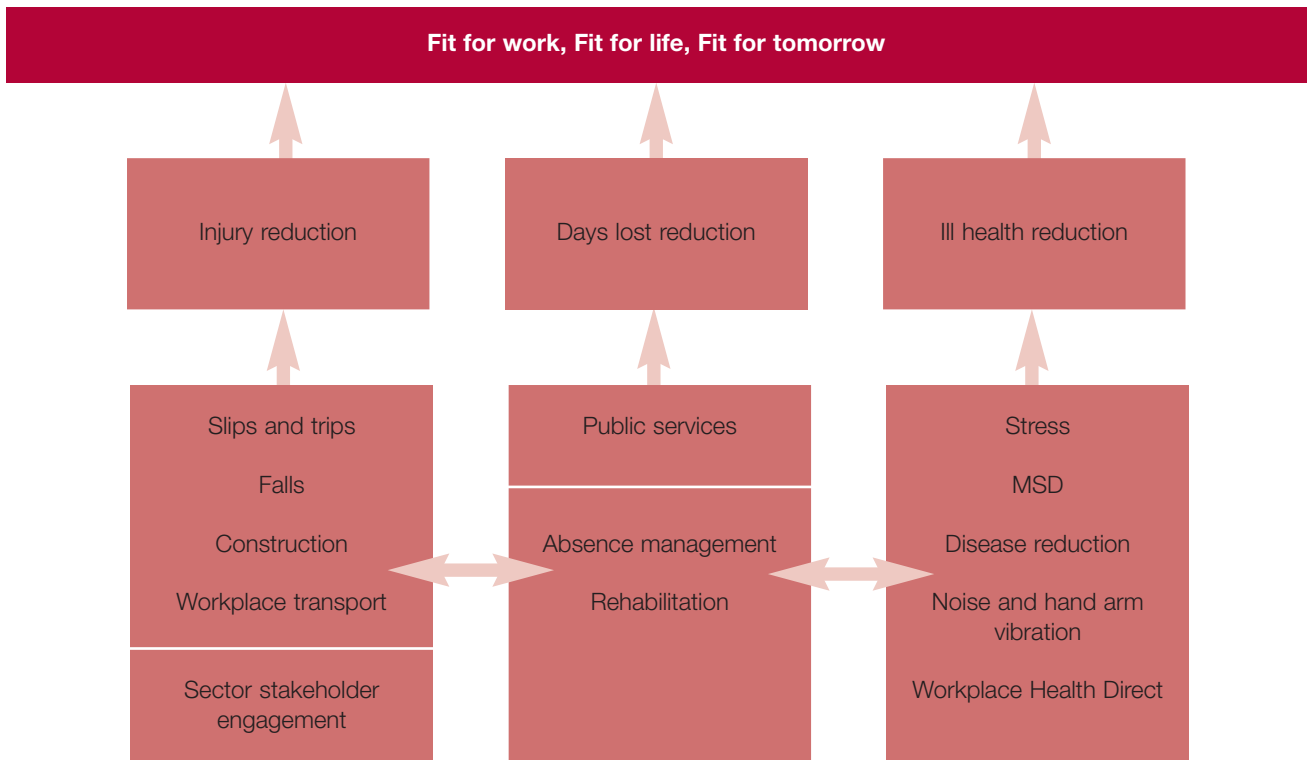 Fit for work, Fit for life, Fit for tomorrow
Injury reduction
Days lost reduction
Ill health reduction
Slips and trips
Falls
Construction
Workplace transport
Sector stakeholder
engagement
Public services
Absence management
Rehabilitation
Stress
MSD
Disease reduction
Noise and hand arm
vibration
Workplace Health Direct